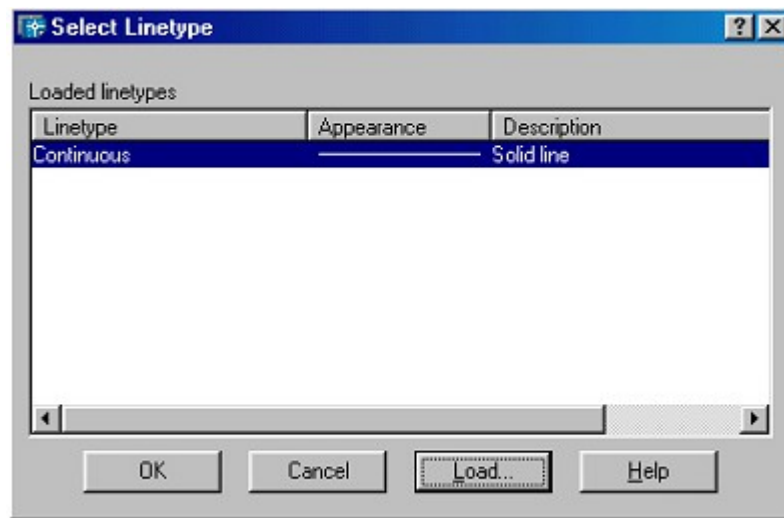 Select Linetype
Loaded linetypes
Linetype Appearance Description
Continuous Solid line
OK Cancel Load... Help